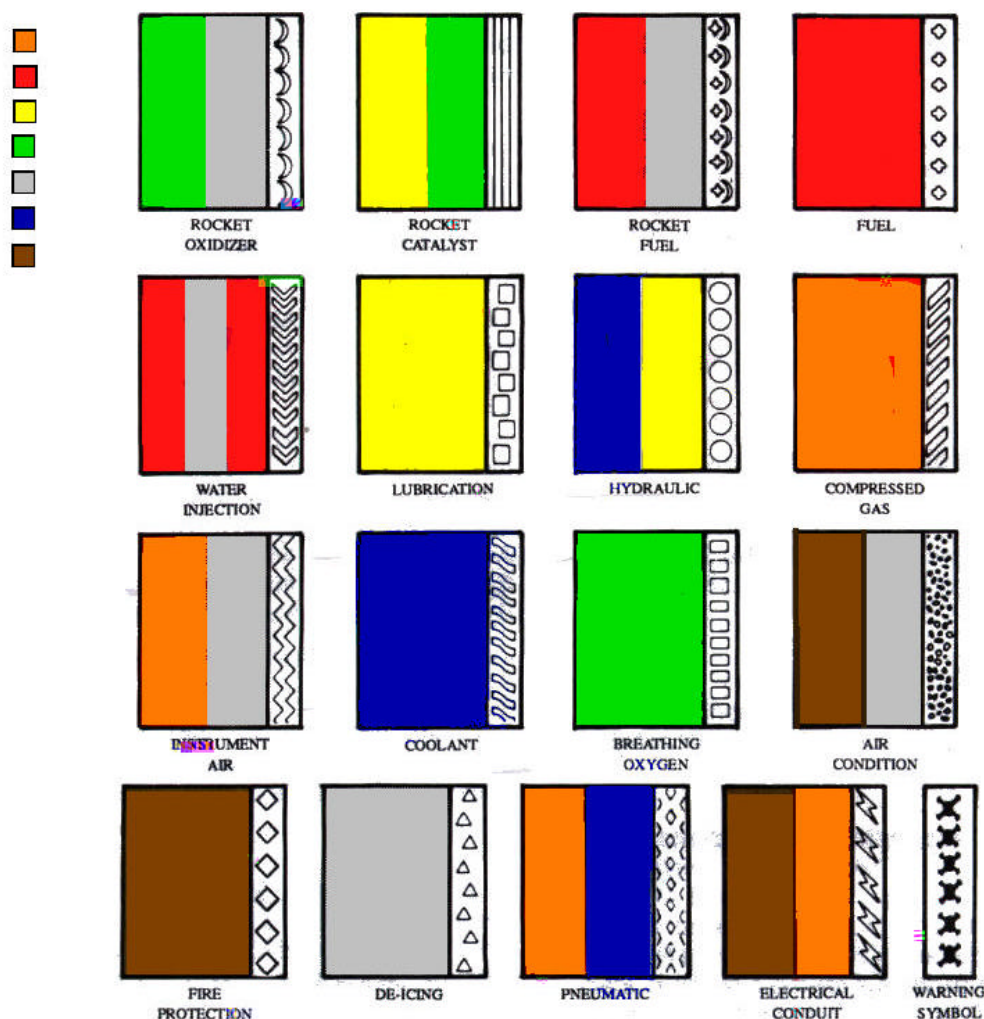 ROCKET
OXIDIZER
ROCKET
CATALYST
ROCKET
FUEL
FUEL
WATER
INJECTION
LUBRICATION
HYDRAULIC
COMPRESSED
GAS
INSTRUMENT
AIR
COOLANT
BREATHING
OXYGEN
AIR
CONDITION
FIRE
PROTECTION
DE-ICING
PNEUMATIC
ELECTRICAL
CONDUIT
WARNING
SYMBOL